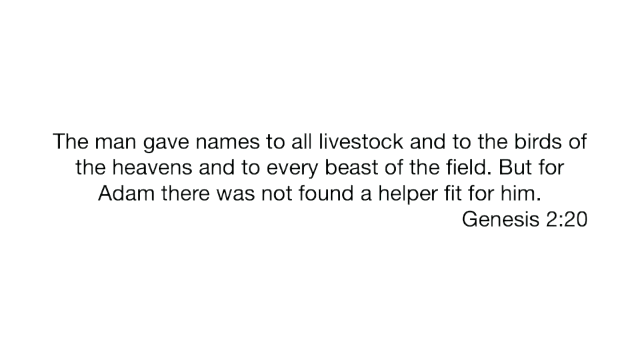 The man gave names to all livestock and to the birds of
the heavens and to every beast of the field. But for
Adam there was not found a helper fit for him.
Genesis 2:20